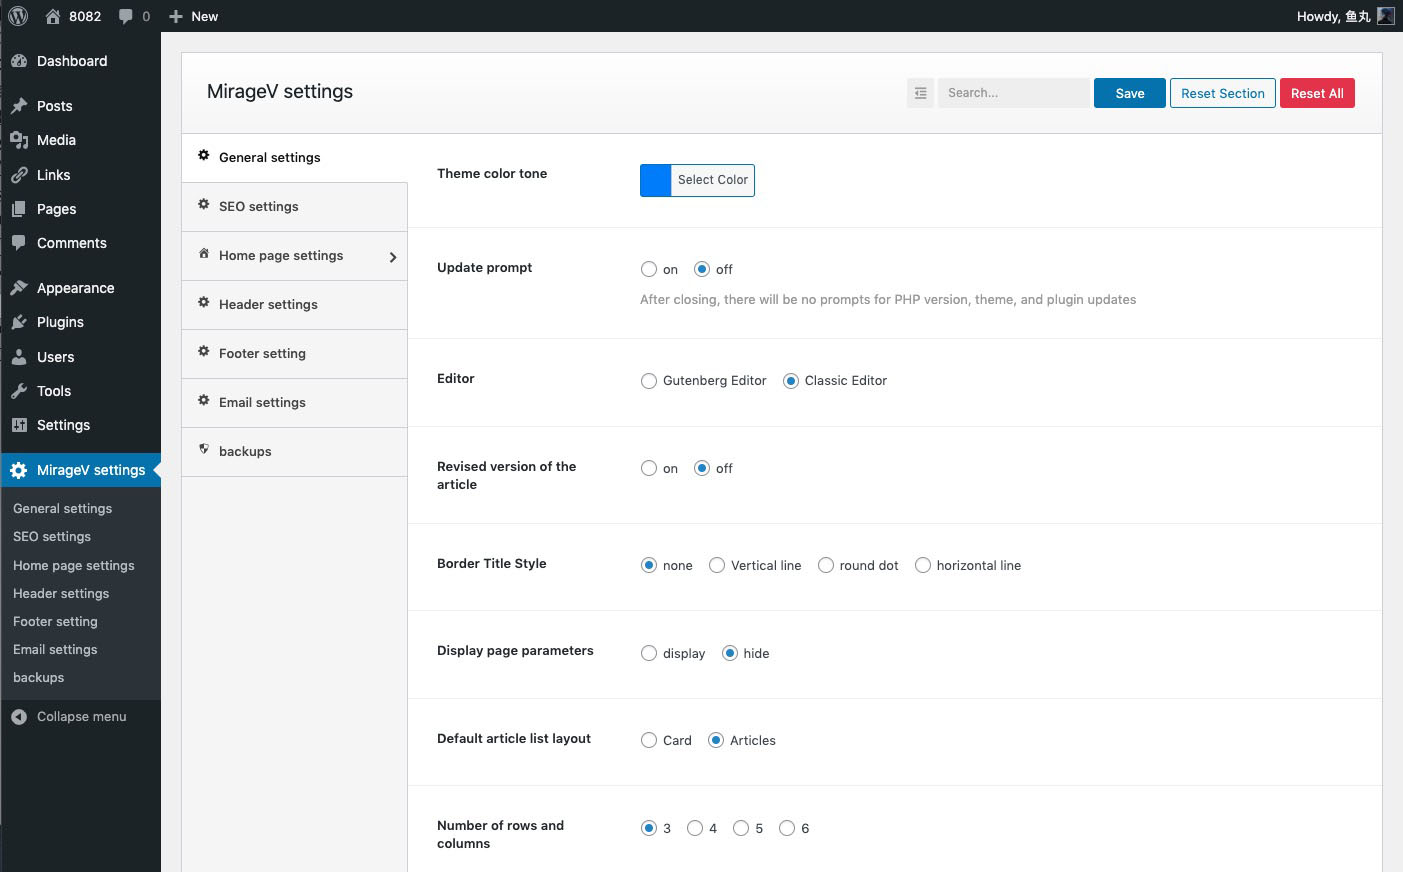 8082 0 New
Howdy, 鱼丸
Dashboard
Posts
Media
Links
Pages
Comments
Appearance
Plugins
Users
Tools
Settings
MirageV settings
General settings
SEO settings
Home page settings
Header settings
Footer setting
Email settings
backups
Collapse menu
MirageV settings
Search...
Save
Reset Section
Reset All
General settings
SEO settings
Home page settings
Header settings
Footer setting
Email settings
backups
Theme color tone
Select Color
Update prompt
on off
After closing, there will be no prompts for PHP version, theme, and plugin updates
Editor
Gutenberg Editor Classic Editor
Revised version of the
article
on off
Border Title Style
none Vertical line round dot horizontal line
Display page parameters
display hide
Default article list layout
Card Articles
Number of rows and
columns
3 4 5 6